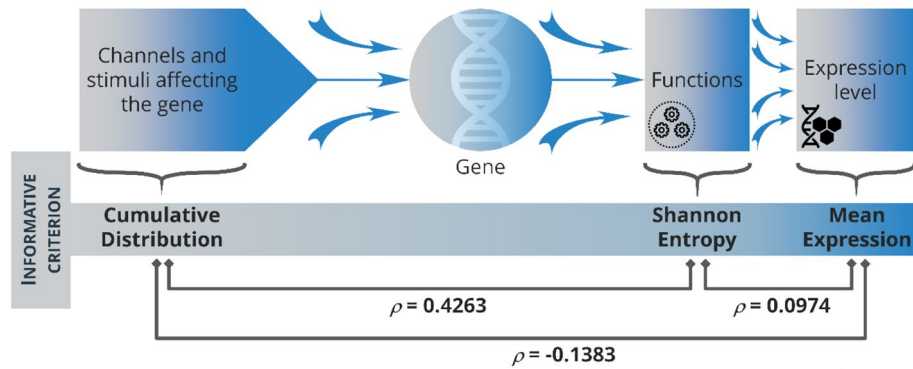 Channels and
stimuli affecting
the gene
Gene
Functions
Expression
level
INFORMATIVE
CRITERION
Cumulative
Distribution
Shannon
Entropy
Mean
Expression
ρ = 0.4263
ρ = 0.0974
ρ = -0.1383